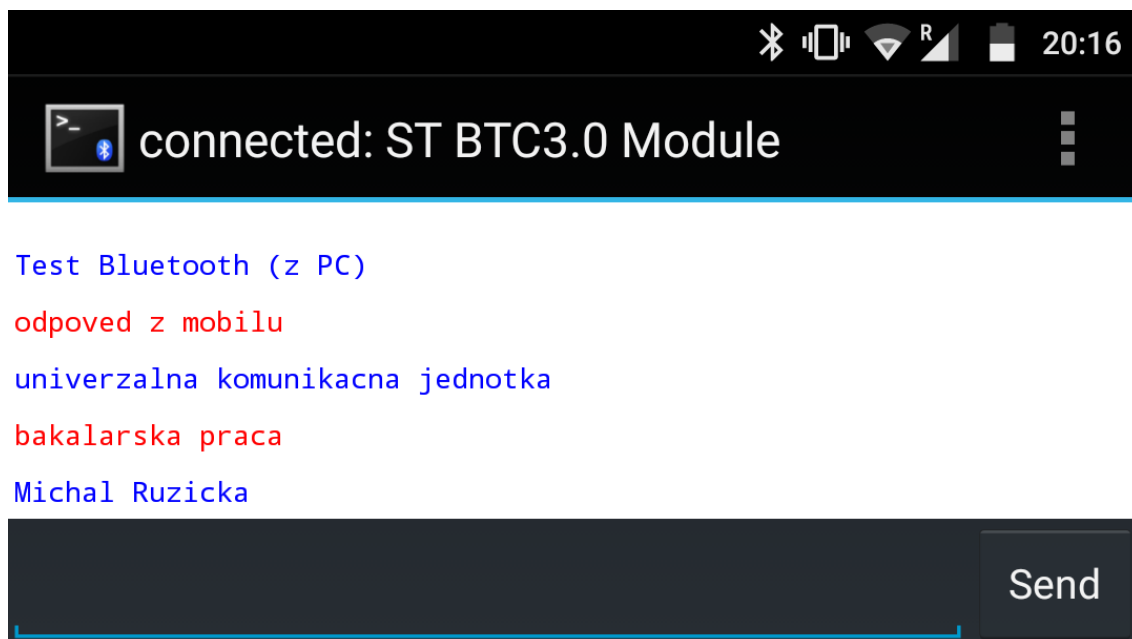 R 20:16
>_ connected: ST BTC3.0 Module
Test Bluetooth (z PC)
odpoved z mobilu
univerzalna komunikacna jednotka
bakalarska praca
Michal Ruzicka
Send